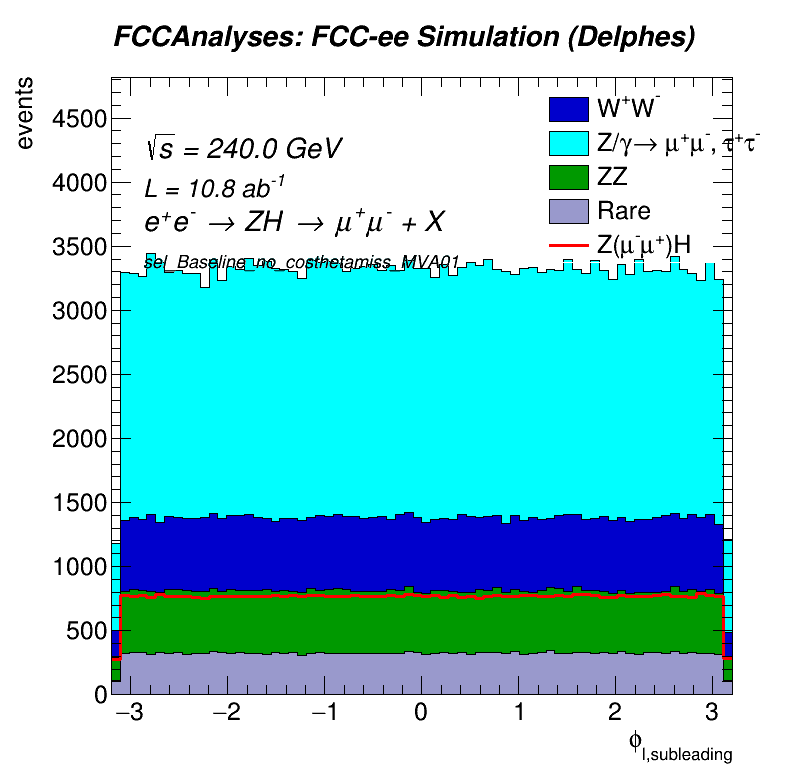 FCCAnalyses: FCC-ee Simulation (Delphes)
events
√s = 240.0 GeV
L = 10.8 ab⁻¹
e⁺e⁻ → ZH → μ⁺μ⁻ + X
sel_Baseline_no_costhetamiss_MVA01
W⁺W⁻
Z/γ→ μ⁺μ⁻, τ⁺τ⁻
ZZ
Rare
Z(μ⁻μ⁺)H
4500
4000
3500
3000
2500
2000
1500
1000
500
0
−3 −2 −1 0 1 2 3
ϕl,subleading